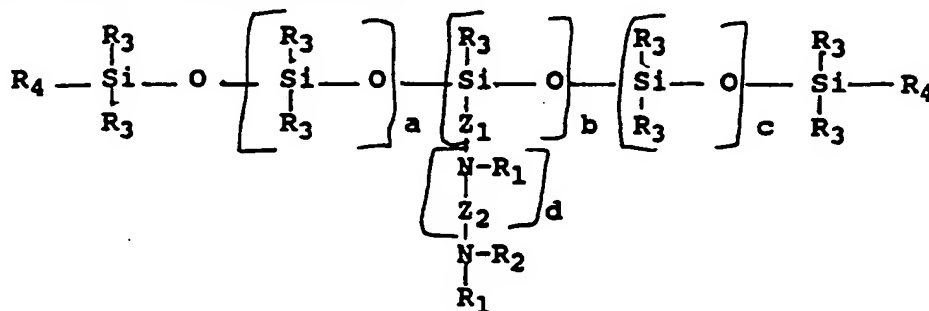 R3 R3 R3 R3 R3
R4 — Si — O — Si — O — Si — O — Si — O — Si — R4
R3 R3 a Z1 b R3 c R3
N-R1
Z2 d
N-R2
R1